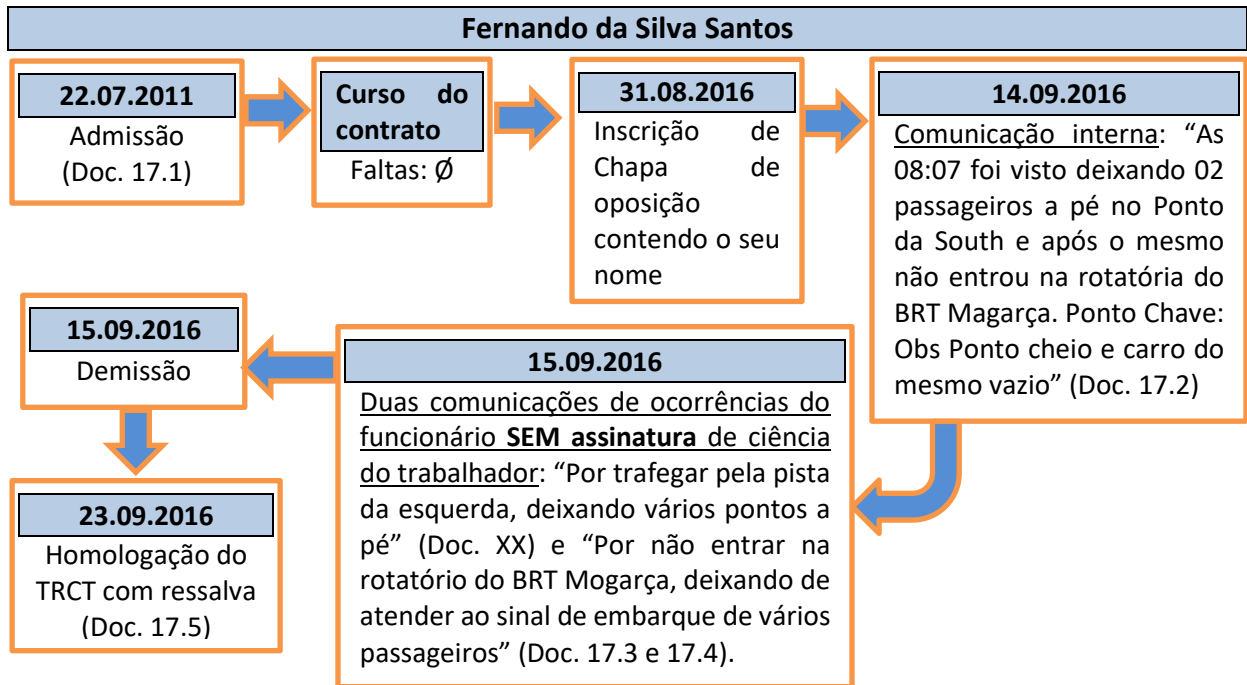 Fernando da Silva Santos
22.07.2011
Admissão
(Doc. 17.1)
Curso do
contrato
Faltas: Ø
31.08.2016
Inscrição de
Chapa de
oposição
contendo o seu
nome
14.09.2016
Comunicação interna: “As
08:07 foi visto deixando 02
passageiros a pé no Ponto
da South e após o mesmo
não entrou na rotatória do
BRT Magarça. Ponto Chave:
Obs Ponto cheio e carro do
mesmo vazio” (Doc. 17.2)
15.09.2016
Duas comunicações de ocorrências do
funcionário SEM assinatura de ciência
do trabalhador: “Por trafegar pela pista
da esquerda, deixando vários pontos a
pé” (Doc. XX) e “Por não entrar na
rotatório do BRT Mogarça, deixando de
atender ao sinal de embarque de vários
passageiros” (Doc. 17.3 e 17.4).
15.09.2016
Demissão
23.09.2016
Homologação do
TRCT com ressalva
(Doc. 17.5)